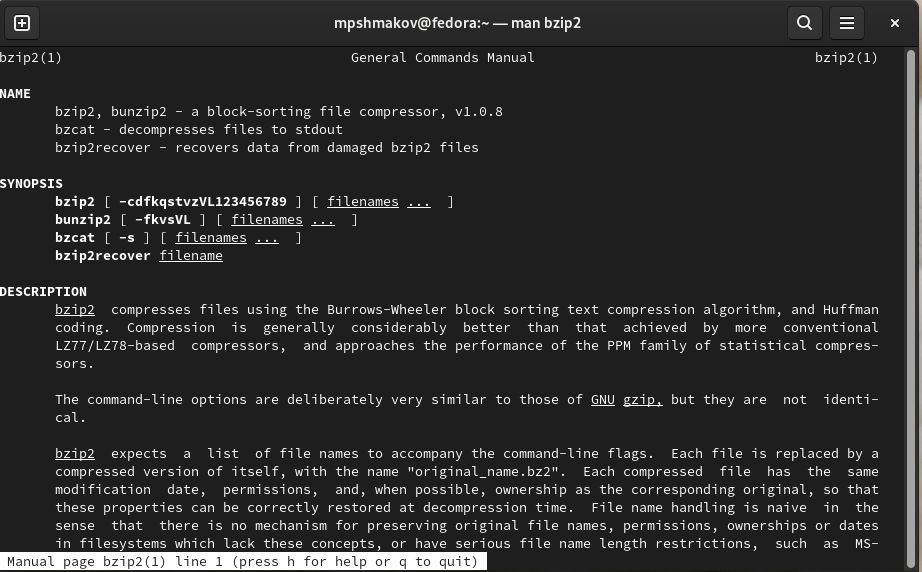 mpshmakov@fedora:~ — man bzip2
bzip2(1) General Commands Manual bzip2(1)
NAME
bzip2, bunzip2 - a block-sorting file compressor, v1.0.8
bzcat - decompresses files to stdout
bzip2recover - recovers data from damaged bzip2 files
SYNOPSIS
bzip2 [ -cdfkqstvzVL123456789 ] [ filenames ... ]
bunzip2 [ -fkvsVL ] [ filenames ... ]
bzcat [ -s ] [ filenames ... ]
bzip2recover filename
DESCRIPTION
bzip2 compresses files using the Burrows-Wheeler block sorting text compression algorithm, and Huffman
coding. Compression is generally considerably better than that achieved by more conventional
LZ77/LZ78-based compressors, and approaches the performance of the PPM family of statistical compres-
sors.
The command-line options are deliberately very similar to those of GNU gzip, but they are not identi-
cal.
bzip2 expects a list of file names to accompany the command-line flags. Each file is replaced by a
compressed version of itself, with the name "original_name.bz2". Each compressed file has the same
modification date, permissions, and, when possible, ownership as the corresponding original, so that
these properties can be correctly restored at decompression time. File name handling is naive in the
sense that there is no mechanism for preserving original file names, permissions, ownerships or dates
in filesystems which lack these concepts, or have serious file name length restrictions, such as MS-
Manual page bzip2(1) line 1 (press h for help or q to quit)